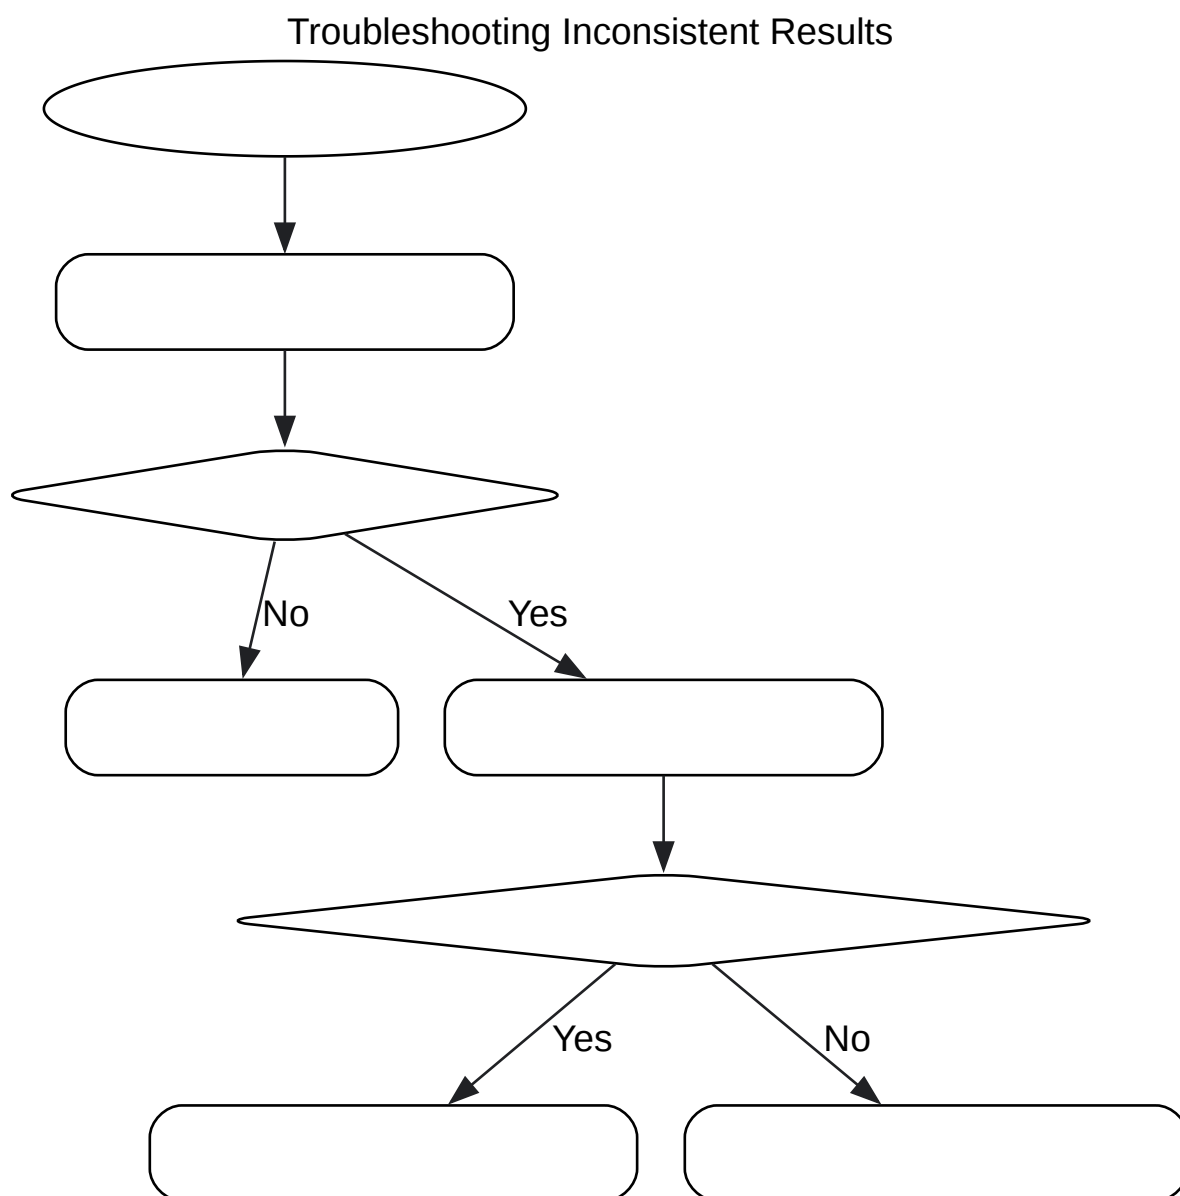 Troubleshooting Inconsistent Results
No
Yes
Yes
No